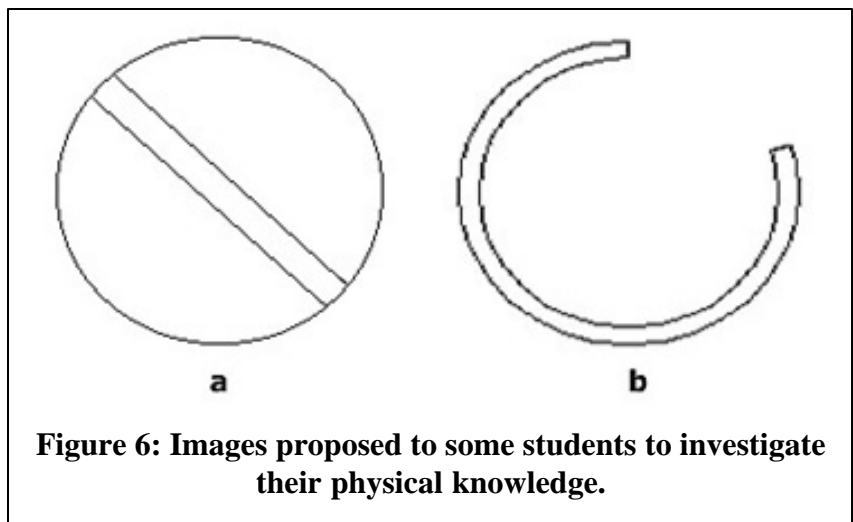 a
b
Figure 6: Images proposed to some students to investigate
their physical knowledge.